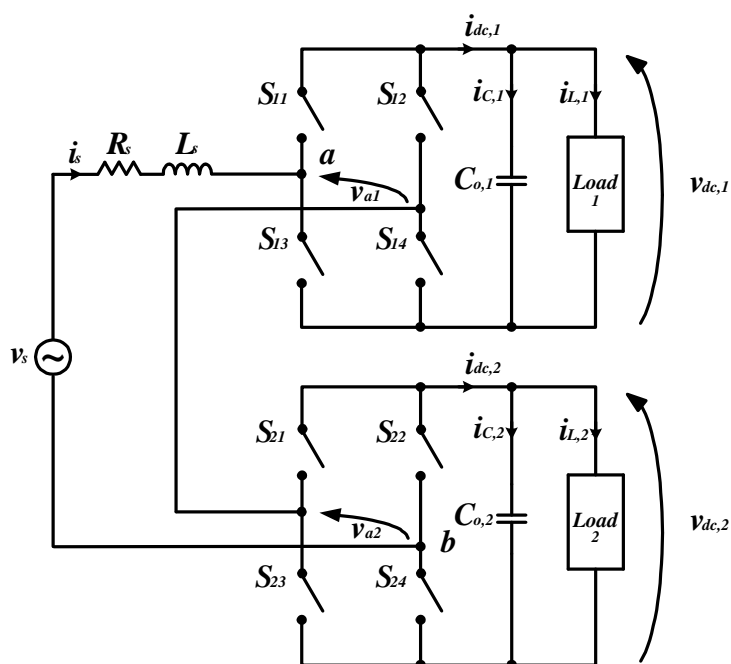 i_dc,1
S_11
S_12
i_C,1
i_L,1
i_s
R_s
L_s
a
v_a1
C_o,1
Load
1
v_dc,1
S_13
S_14
v_s
i_dc,2
S_21
S_22
i_C,2
i_L,2
v_a2
b
C_o,2
Load
2
v_dc,2
S_23
S_24